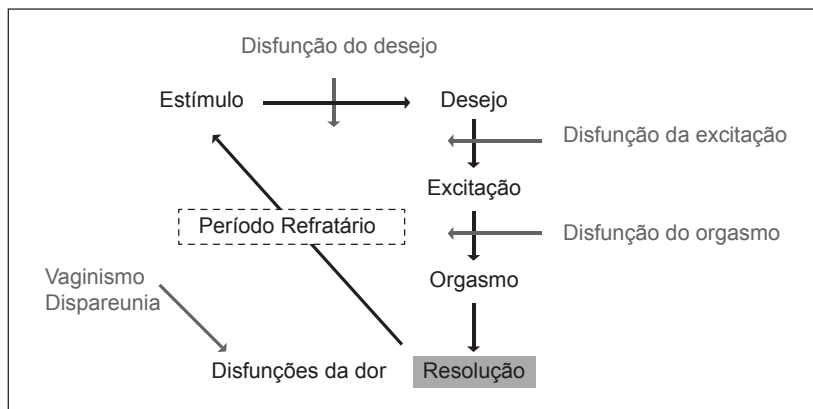 Disfunção do desejo
Estímulo
Desejo
Disfunção da excitação
Excitação
Período Refratário
Disfunção do orgasmo
Vaginismo
Dispareunia
Orgasmo
Disfunções da dor
Resolução